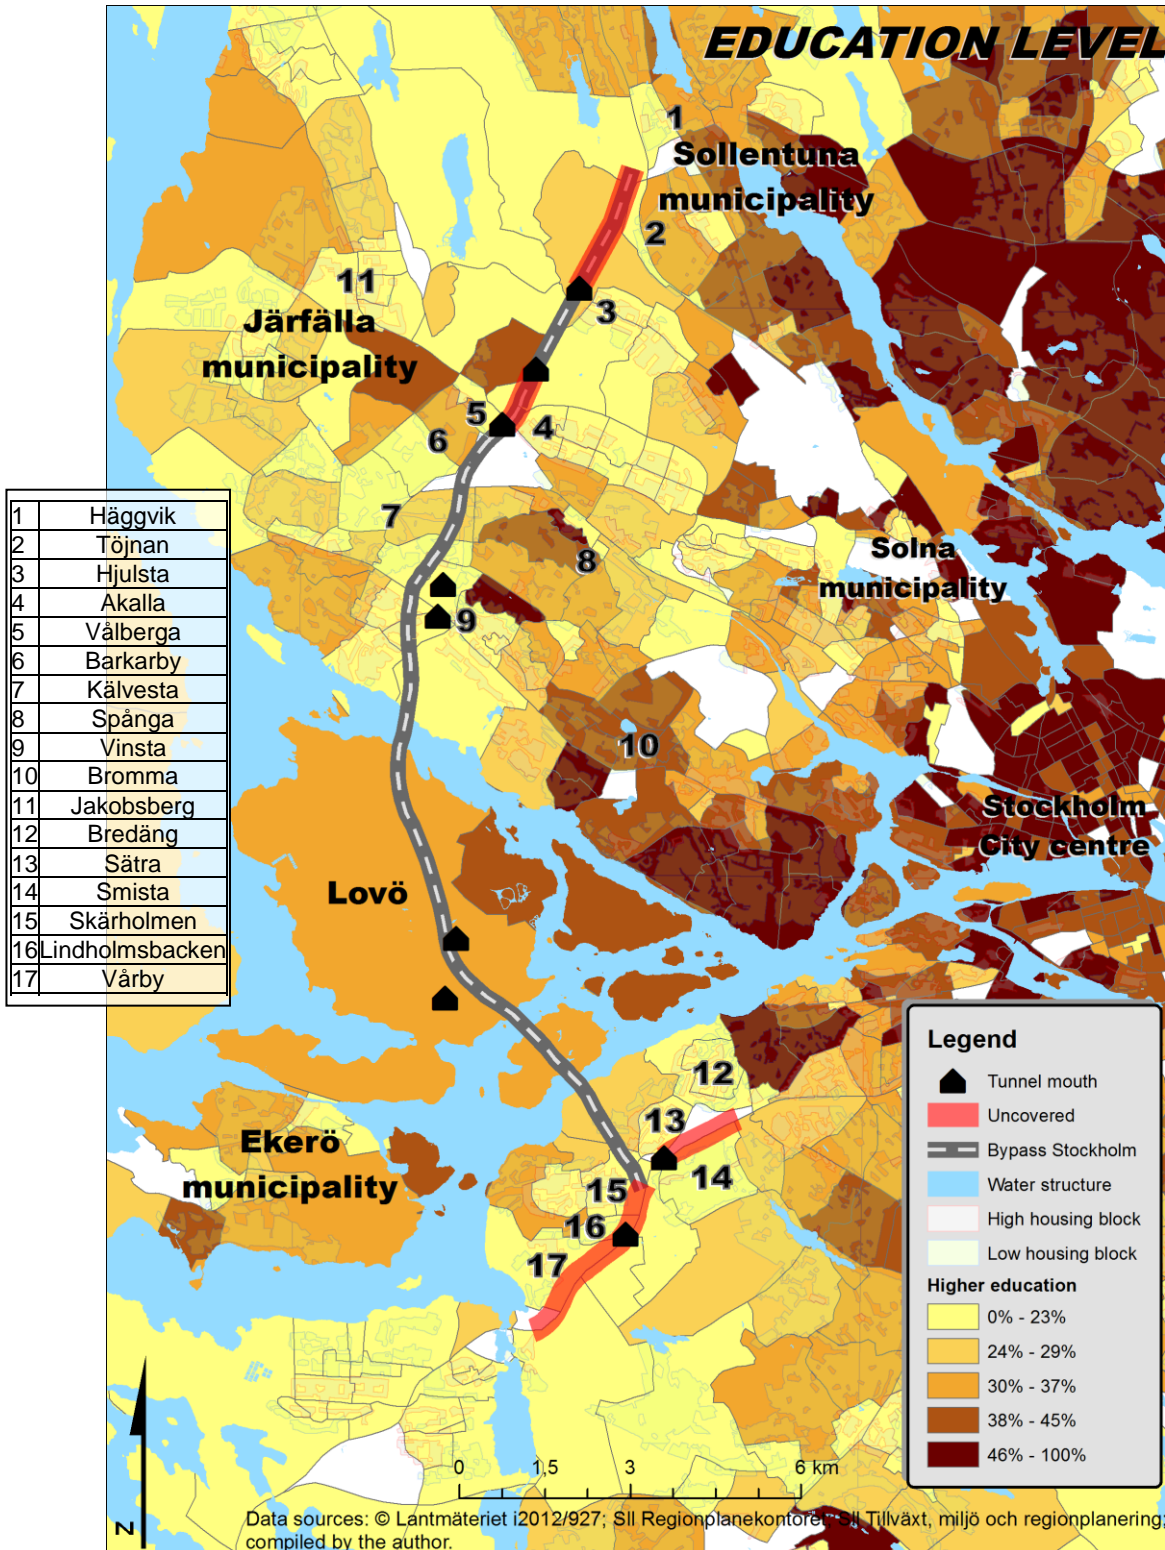 EDUCATION LEVEL
1
Sollentuna
municipality
2
11
3
Järfälla
municipality
5
4
6
7
8
Solna
municipality
9
10
Stockholm
City centre
Lovö
12
13
Ekerö
municipality
14
15
16
17
1 Häggvik
2 Töjnan
3 Hjulsta
4 Akalla
5 Vålberga
6 Barkarby
7 Kälvesta
8 Spånga
9 Vinsta
10 Bromma
11 Jakobsberg
12 Bredäng
13 Sätra
14 Smista
15 Skärholmen
16 Lindholmsbacken
17 Vårby
Legend
Tunnel mouth
Uncovered
Bypass Stockholm
Water structure
High housing block
Low housing block
Higher education
0% - 23%
24% - 29%
30% - 37%
38% - 45%
46% - 100%
0 1,5 3 6 km
N
Data sources: © Lantmäteriet i2012/927; Sll Regionplanekontoret; Sll Tillväxt, miljö och regionplanering;
compiled by the author.